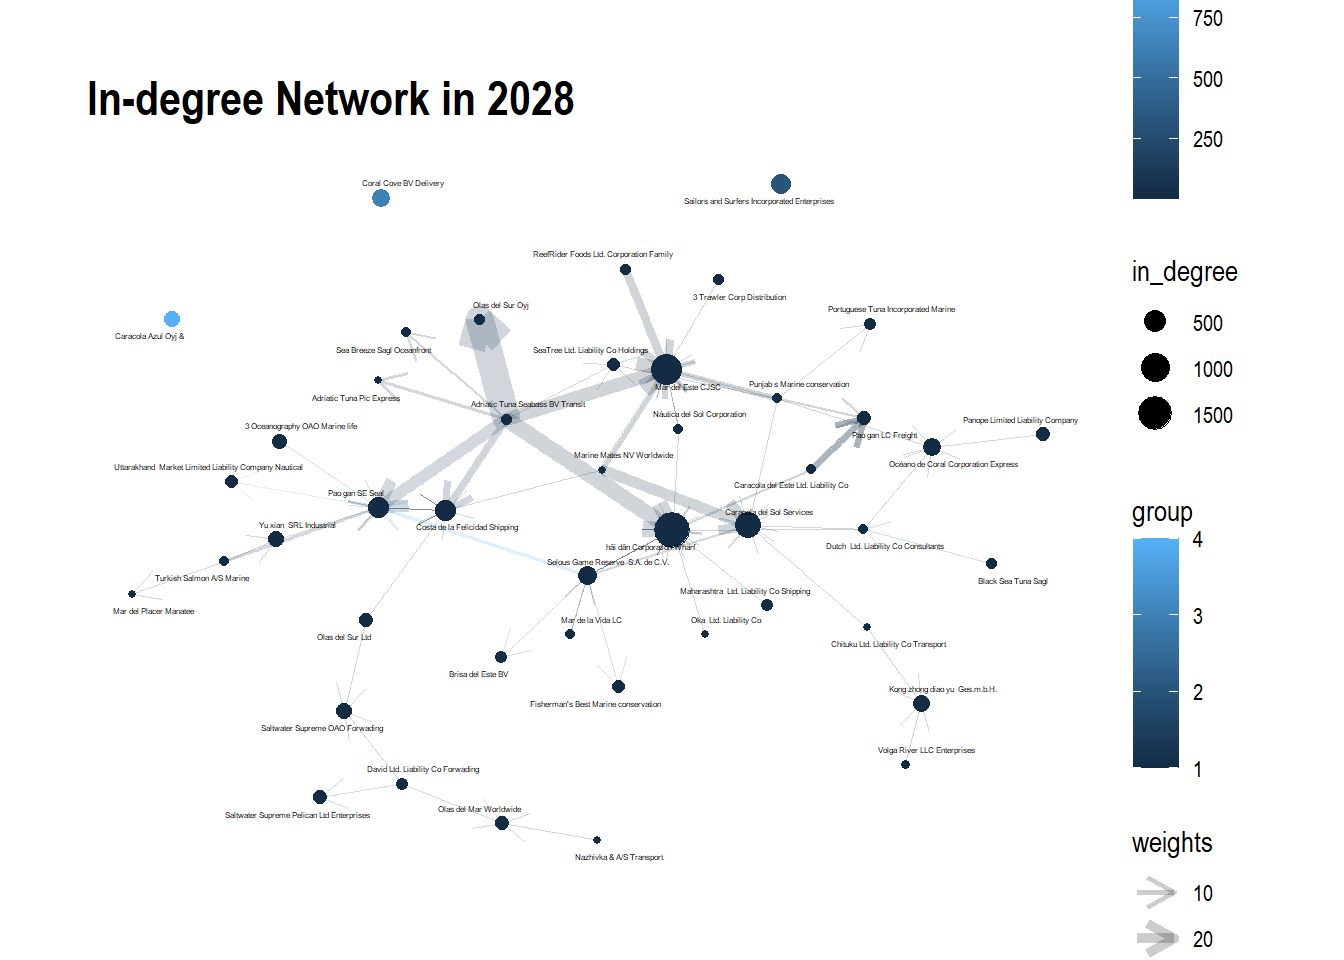 750
500
250
In-degree Network in 2028
Coral Cove BV Delivery
Sailors and Surfers Incorporated Enterprises
ReefRider Foods Ltd. Corporation Family
in_degree
3 Trawler Corp Distribution
Olas del Sur Oyj
Portuguese Tuna Incorporated Marine
500
Caracola Azul Oyj &
Sea Breeze Sagl Oceanfront
SeaTree Ltd. Liability Co Holdings
1000
Mar del Este CJSC
Punjab s Marine conservation
Adriatic Tuna Pic Express
Adriatic Tuna Seabass BV Transit
Náutica del Sol Corporation
1500
3 Oceanography OAO Marine life
Panope Limited Liability Company
Pao gan LC Freight
Marine Mates NV Worldwide
Uttarakhand Market Limited Liability Company Nautical
Océano de Coral Corporation Express
Caracola del Este Ltd. Liability Co
Pao gan SE Seal
group
Caracola del Sol Services
Yu xian SRL Industrial
Costa de la Felicidad Shipping
4
hǎi dǎn Corporation Wharf
Dutch Ltd. Liability Co Consultants
Selous Game Reserve S.A. de C.V.
Turkish Salmon A/S Marine
Black Sea Tuna Sagl
Maharashtra Ltd. Liability Co Shipping
Mar del Placer Manatee
3
Mar de la Vida LC
Oka Ltd. Liability Co
Olas del Sur Ltd
Chituku Ltd. Liability Co Transport
Brisa del Este BV
Kong zhong diao yu Ges.m.b.H.
2
Fisherman's Best Marine conservation
Saltwater Supreme OAO Forwading
Volga River LLC Enterprises
David Ltd. Liability Co Forwading
1
Olas del Mar Worldwide
Saltwater Supreme Pelican Ltd Enterprises
weights
Nazhivka & A/S Transport
10
20